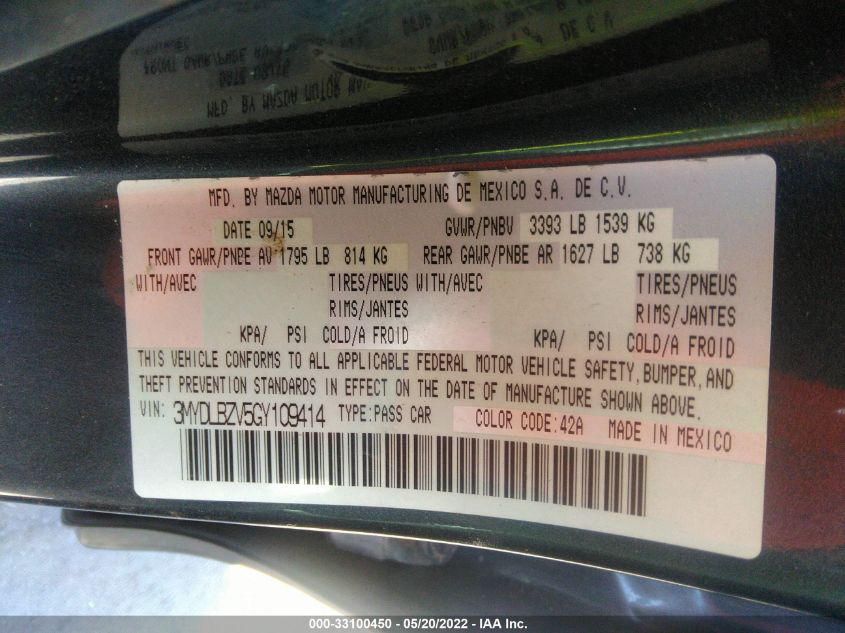 MFD. BY MAZDA MOTOR MANUFACTURING DE MEXICO S.A. DE C.V.
DATE 09/15 GVWR/PNBV 3393 LB 1539 KG
FRONT GAWR/PNBE AV 1795 LB 814 KG REAR GAWR/PNBE AR 1627 LB 738 KG
WITH/AVEC TIRES/PNEUS WITH/AVEC TIRES/PNEUS
RIMS/JANTES RIMS/JANTES
KPA/ PSI COLD/A FROID KPA/ PSI COLD/A FROID
THIS VEHICLE CONFORMS TO ALL APPLICABLE FEDERAL MOTOR VEHICLE SAFETY, BUMPER, AND
THEFT PREVENTION STANDARDS IN EFFECT ON THE DATE OF MANUFACTURE SHOWN ABOVE.
VIN: 3MYDLBZV5GY109414 TYPE:PASS CAR COLOR CODE:42A MADE IN MEXICO
000-33100450 - 05/20/2022 - IAA Inc.